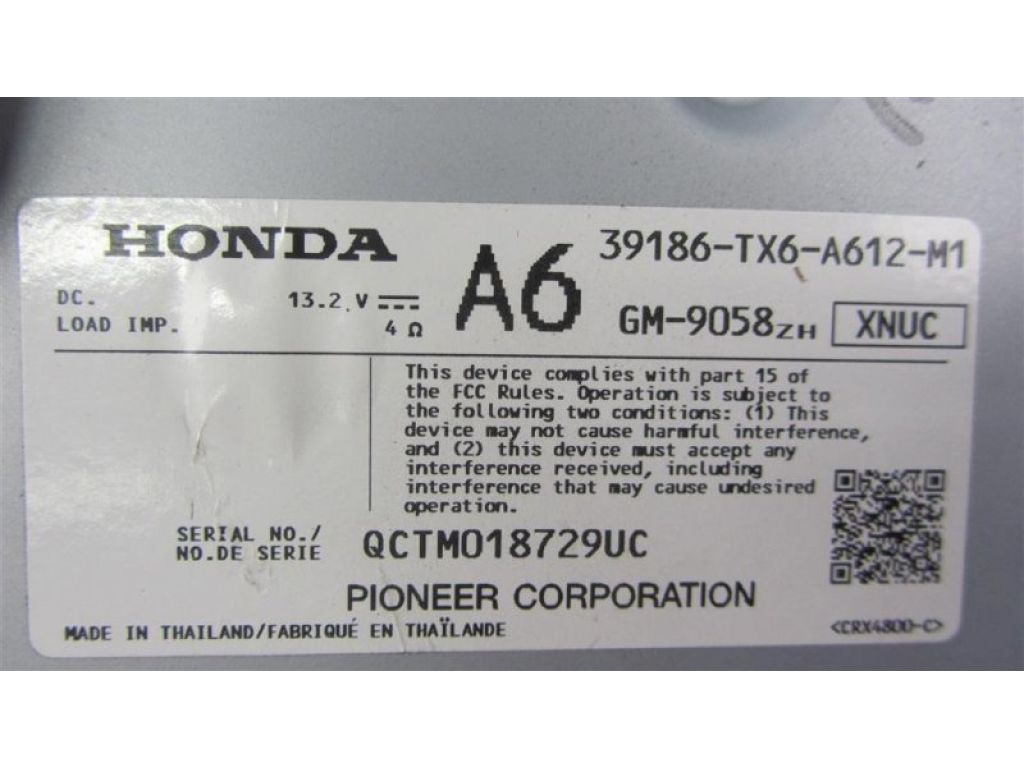 HONDA
A6
39186-TX6-A612-M1
DC. 13.2 V
LOAD IMP. 4 Ω
GM-9058ZH XNUC
This device complies with part 15 of
the FCC Rules. Operation is subject to
the following two conditions: (1) This
device may not cause harmful interference,
and (2) this device must accept any
interference received, including
interference that may cause undesired
operation.
SERIAL NO./
NO.DE SERIE
QCTM018729UC
PIONEER CORPORATION
MADE IN THAILAND/FABRIQUÉ EN THAÏLANDE
<CRX4800-C>